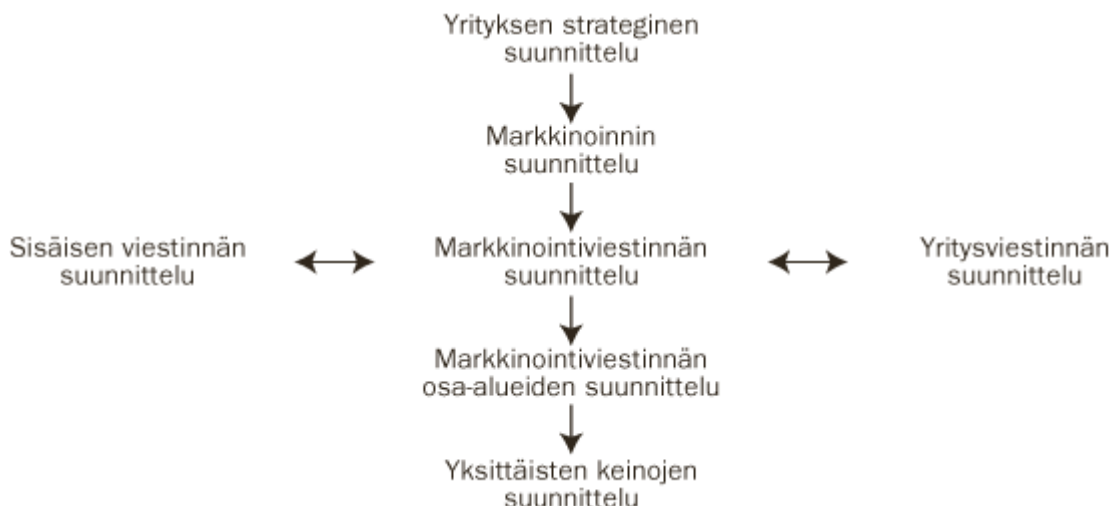 Yrityksen strateginen
suunnittelu
Markkinoinnin
suunnittelu
Sisäisen viestinnän
suunnittelu
Markkinointiviestinnän
suunnittelu
Yritysviestinnän
suunnittelu
Markkinointiviestinnän
osa-alueiden suunnittelu
Yksittäisten keinojen
suunnittelu